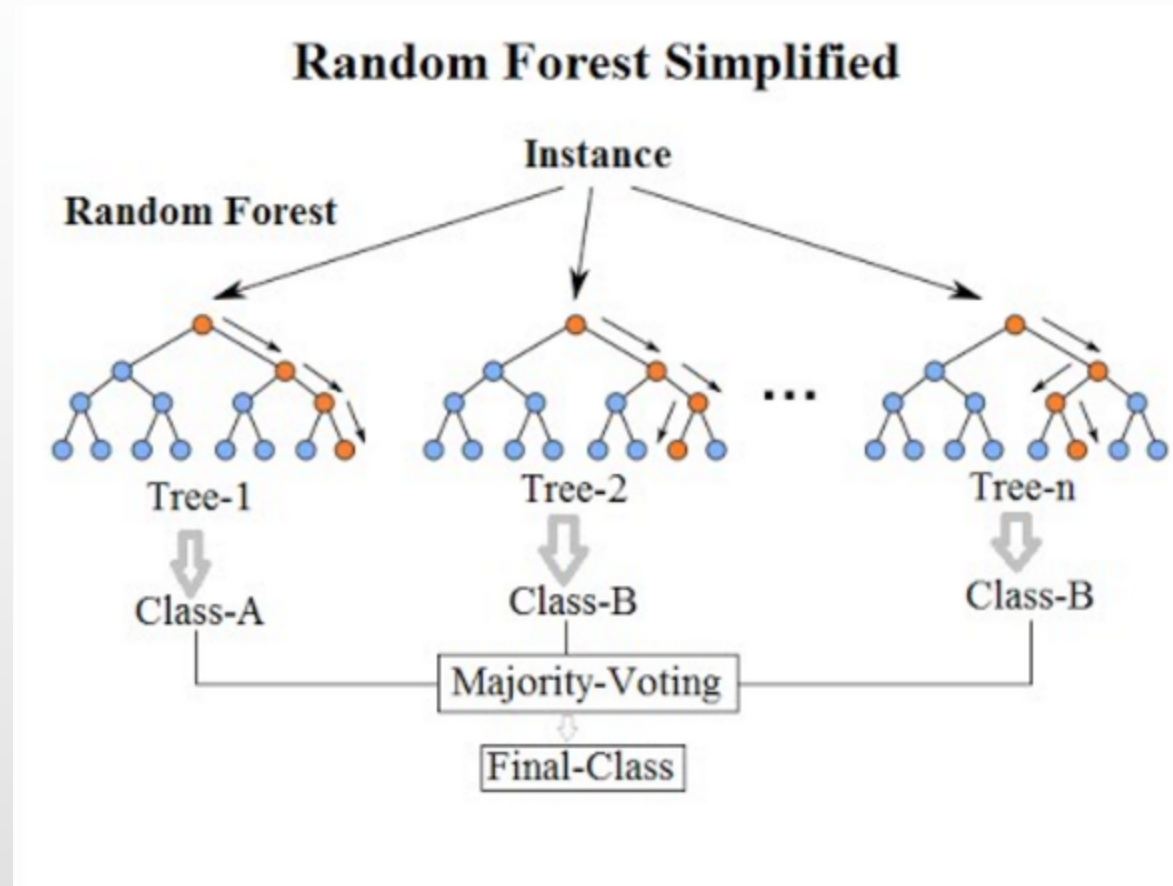 Random Forest Simplified
Instance
Random Forest
...
Tree-1
Tree-2
Tree-n
Class-A
Class-B
Class-B
Majority-Voting
Final-Class